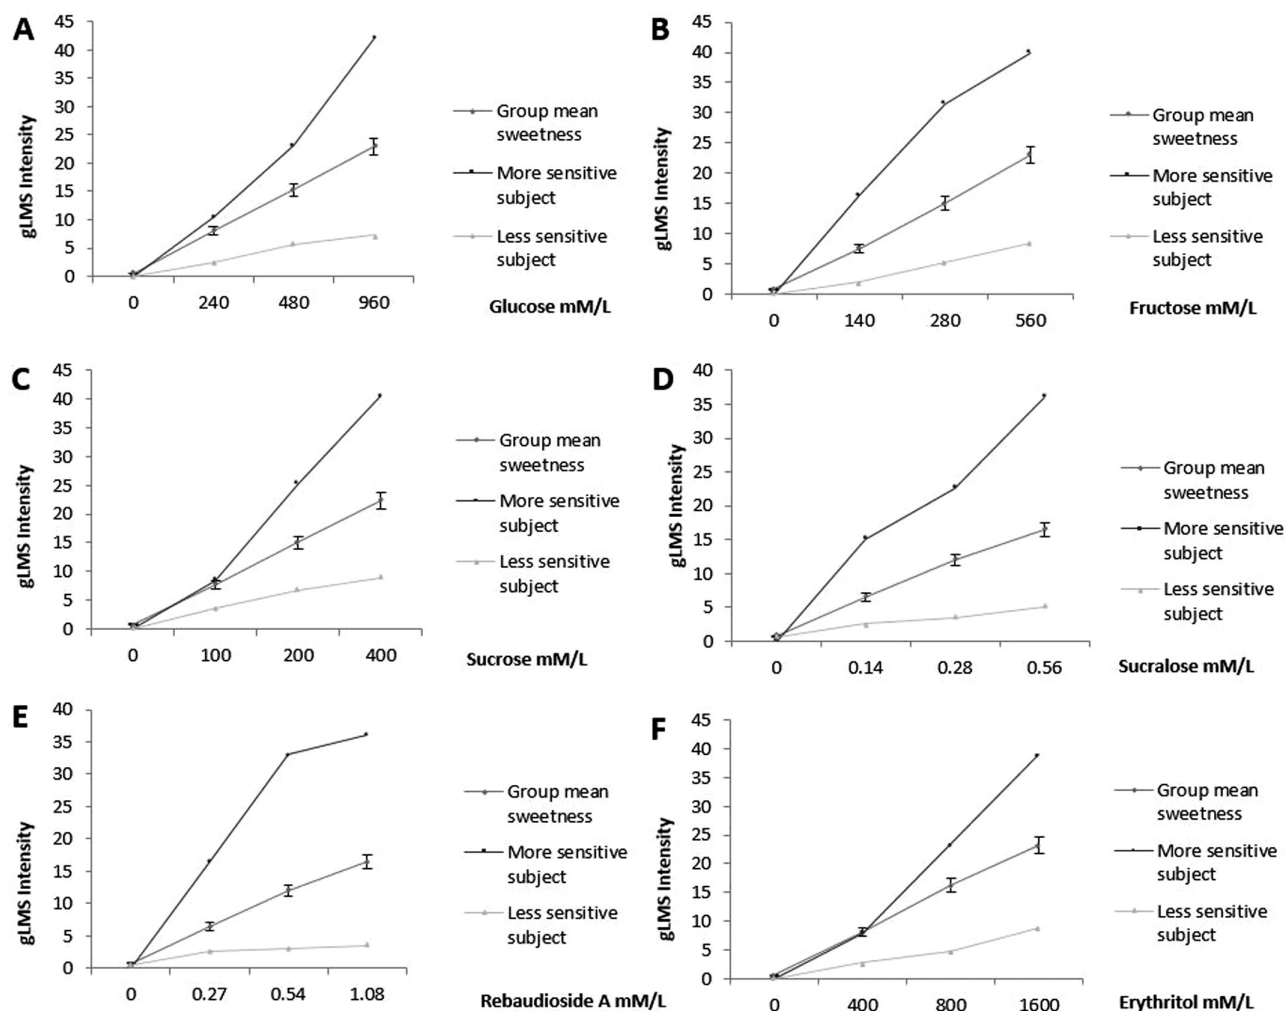 A
gLMS Intensity
45
40
35
30
25
20
15
10
5
0
0 240 480 960
Glucose mM/L
Group mean
sweetness
More sensitive
subject
Less sensitive
subject
B
gLMS Intensity
45
40
35
30
25
20
15
10
5
0
0 140 280 560
Fructose mM/L
Group mean
sweetness
More sensitive
subject
Less sensitive
subject
C
gLMS Intensity
45
40
35
30
25
20
15
10
5
0
0 100 200 400
Sucrose mM/L
Group mean
sweetness
More sensitive
subject
Less sensitive
subject
D
gLMS Intensity
40
35
30
25
20
15
10
5
0
0 0.14 0.28 0.56
Sucralose mM/L
Group mean
sweetness
More sensitive
subject
Less sensitive
subject
E
gLMS Intensity
40
35
30
25
20
15
10
5
0
0 0.27 0.54 1.08
Rebaudioside A mM/L
Group mean
sweetness
More sensitive
subject
Less sensitive
subject
F
gLMS Intensity
45
40
35
30
25
20
15
10
5
0
0 400 800 1600
Erythritol mM/L
Group mean
sweetness
More sensitive
subject
Less sensitive
subject